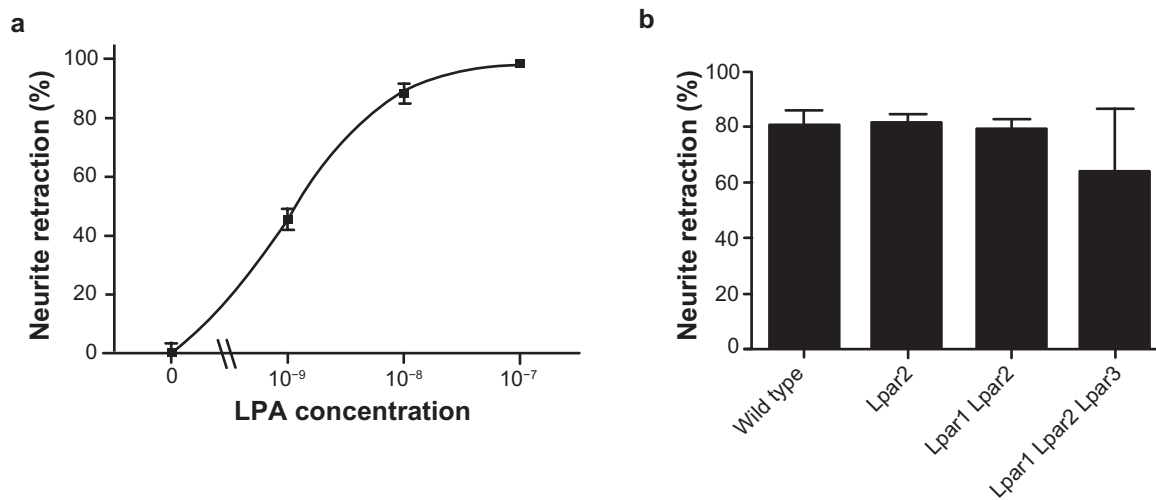 a
Neurite retraction (%)
100
80
60
40
20
0
0
10⁻⁹
10⁻⁸
10⁻⁷
LPA concentration
b
Neurite retraction (%)
100
80
60
40
20
0
Wild type
Lpar2
Lpar1 Lpar2
Lpar1 Lpar2 Lpar3